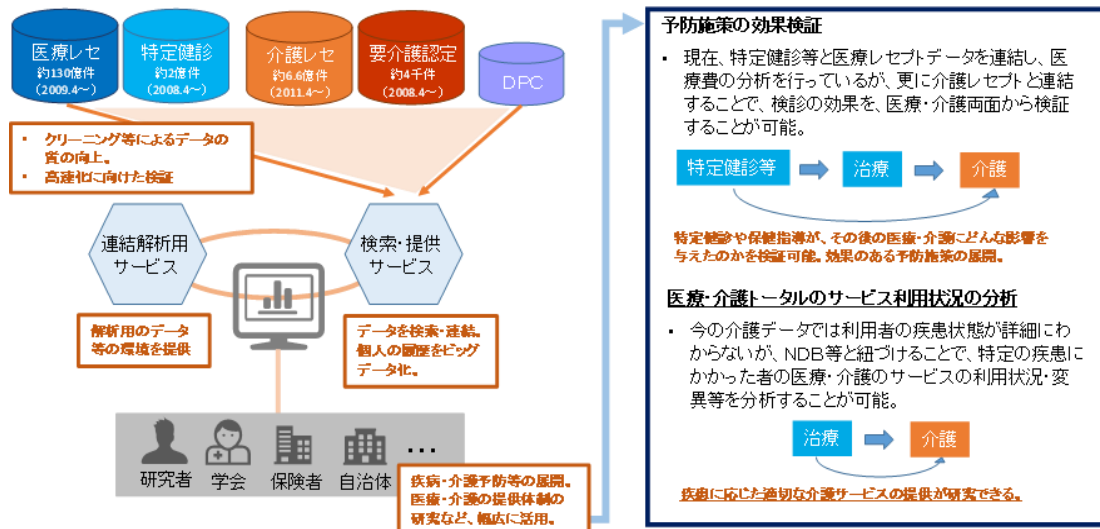 医療レセ
約130億件
(2009.4~)
特定健診
約2億件
(2008.4~)
介護レセ
約6.6億件
(2011.4~)
要介護認定
約4千件
(2008.4~)
DPC
・ クリーニング等によるデータの
質の向上。
・ 高速化に向けた検証
連結解析用
サービス
検索・提供
サービス
解析用のデータ
等の環境を提供
データを検索・連結。
個人の履歴をビッグ
データ化。
研究者
学会
保険者
自治体
…
疾病・介護予防等の展開。
医療・介護の提供体制の
研究など、幅広に活用。
予防施策の効果検証
・ 現在、特定健診等と医療レセプトデータを連結し、医
療費の分析を行っているが、更に介護レセプトと連結
することで、検診の効果を、医療・介護両面から検証
することが可能。
特定健診等
治療
介護
特定健診や保健指導が、その後の医療・介護にどんな影響を
与えたのかを検証可能。効果のある予防施策の展開。
医療・介護トータルのサービス利用状況の分析
・ 今の介護データでは利用者の疾患状態が詳細にわ
からないが、NDB等と紐づけることで、特定の疾患に
かかった者の医療・介護のサービスの利用状況・変
異等を分析することが可能。
治療
介護
疾患に応じた適切な介護サービスの提供が研究できる。